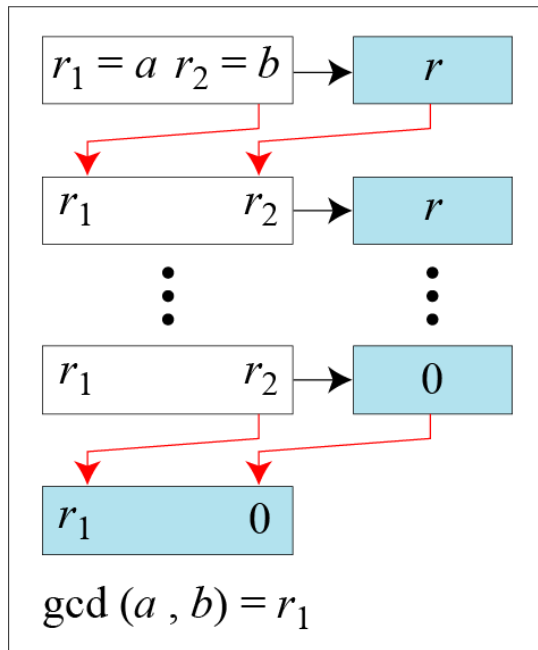 r₁ = a r₂ = b r
r₁ r₂ r
r₁ r₂ 0
r₁ 0
gcd (a , b) = r₁